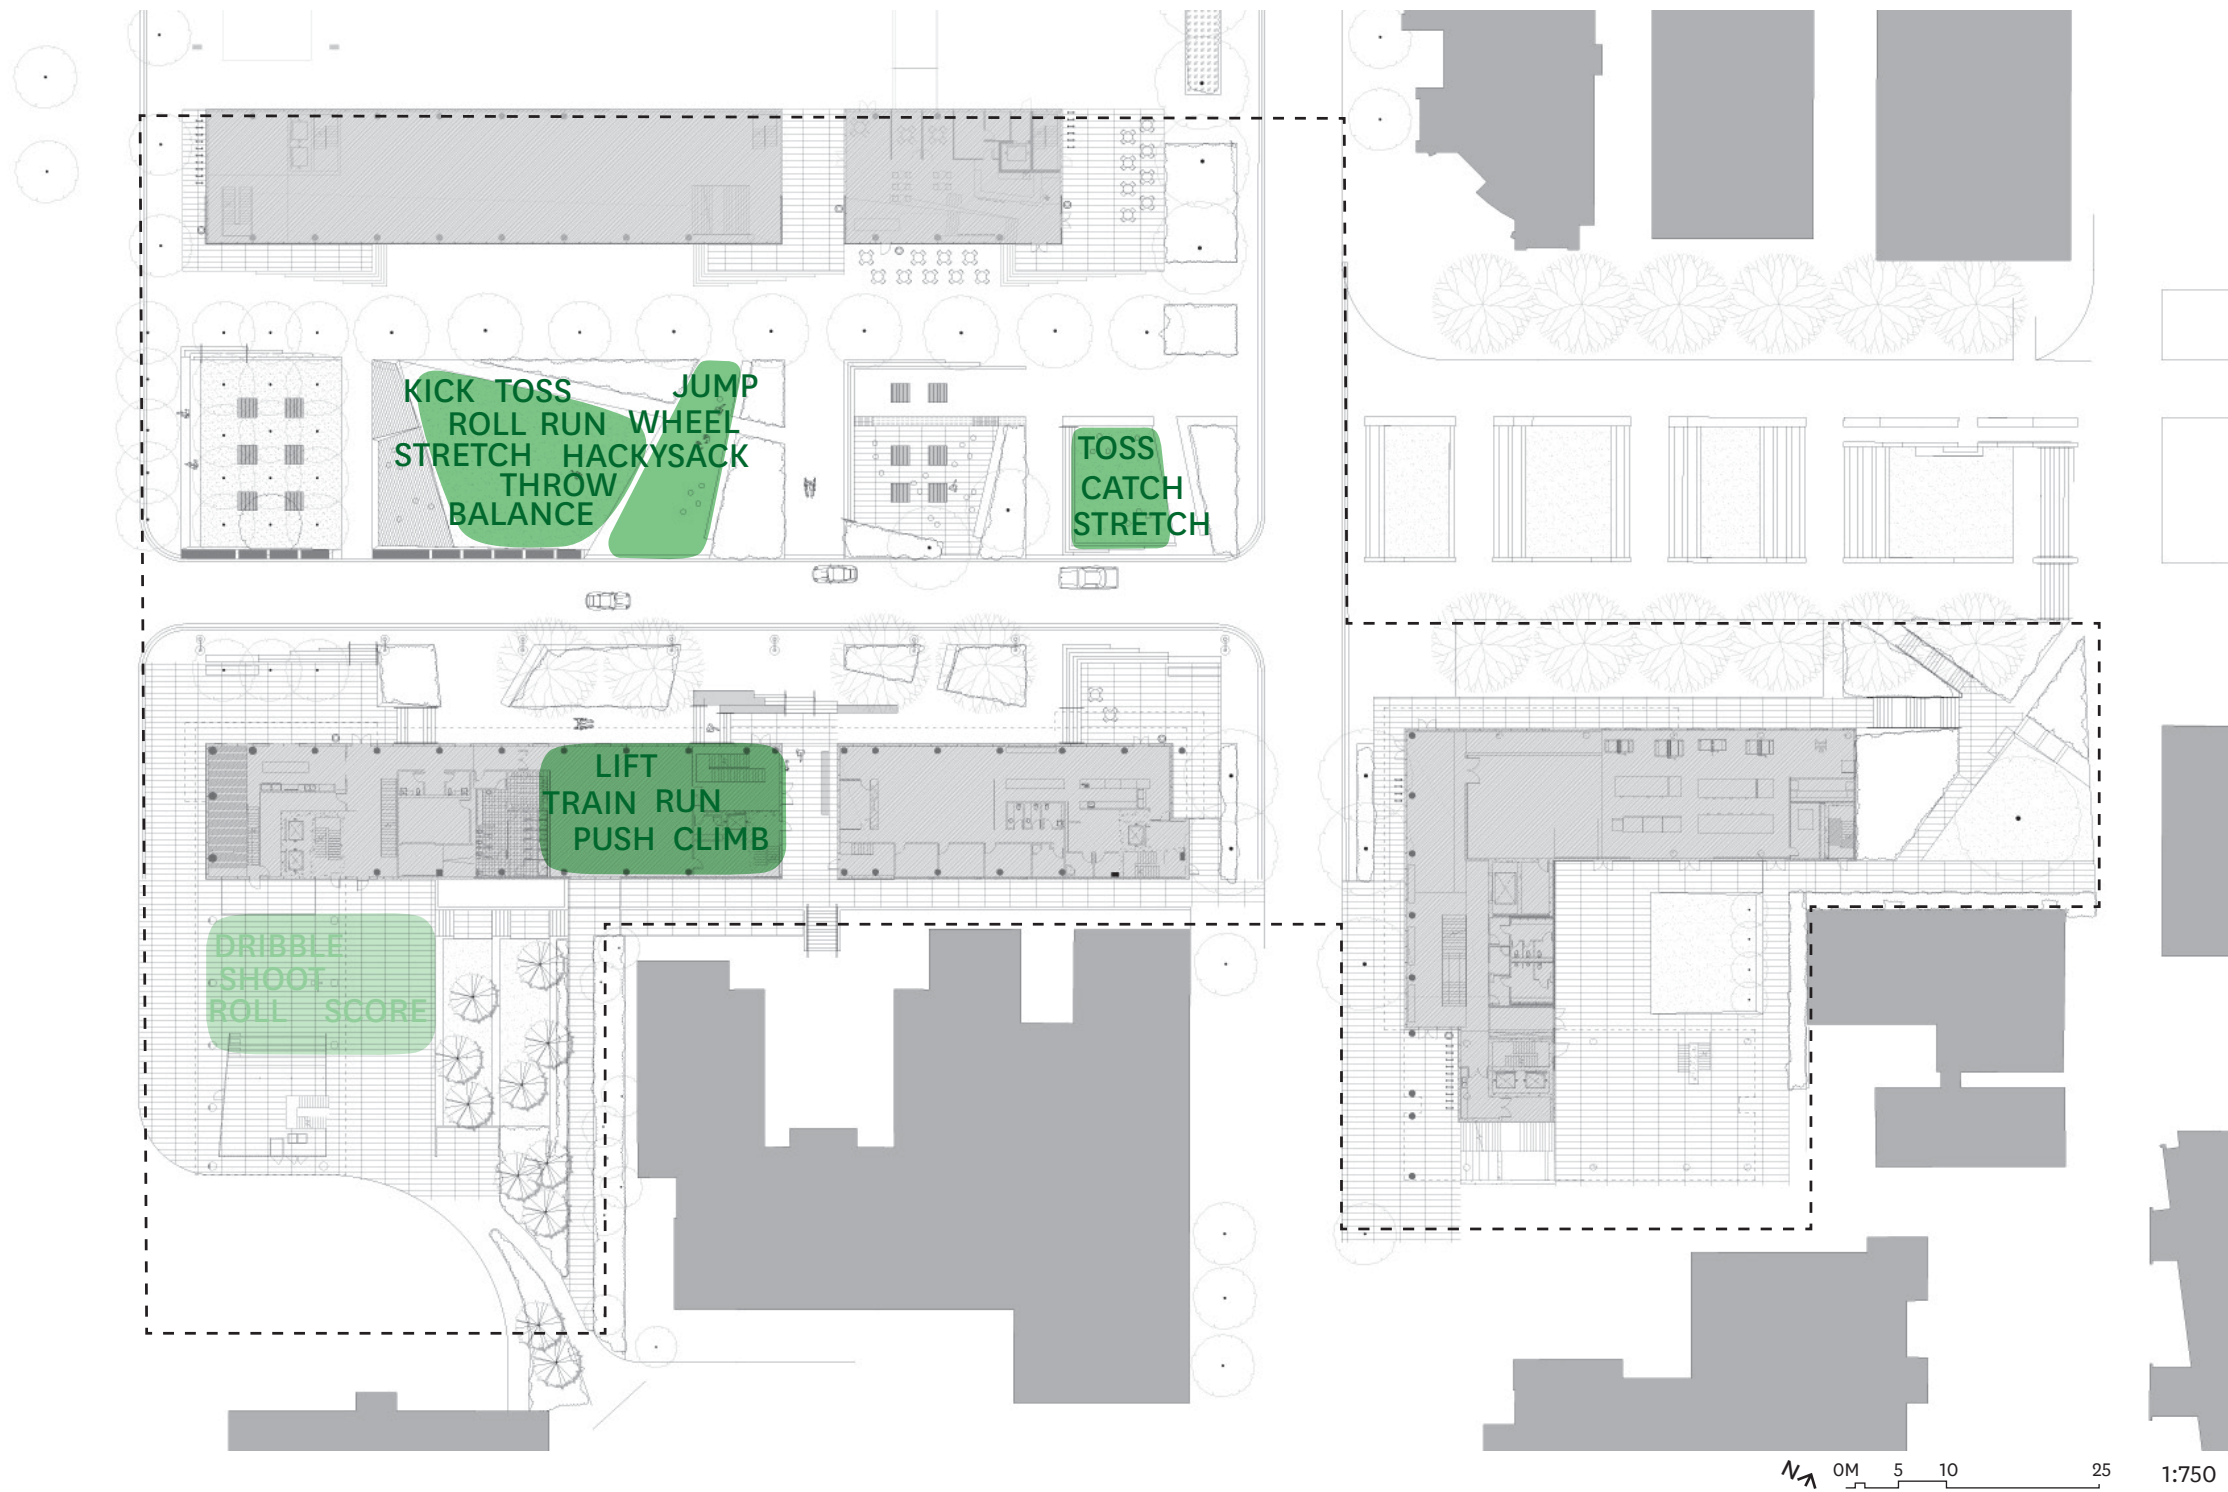 KICK TOSS
JUMP
ROLL RUN
WHEEL
STRETCH
HACKYSACK
THROW
BALANCE
TOSS
CATCH
STRETCH
LIFT
TRAIN RUN
PUSH CLIMB
DRIBBLE
SHOOT
ROLL SCORE
N
0M 5 10 25
1:750